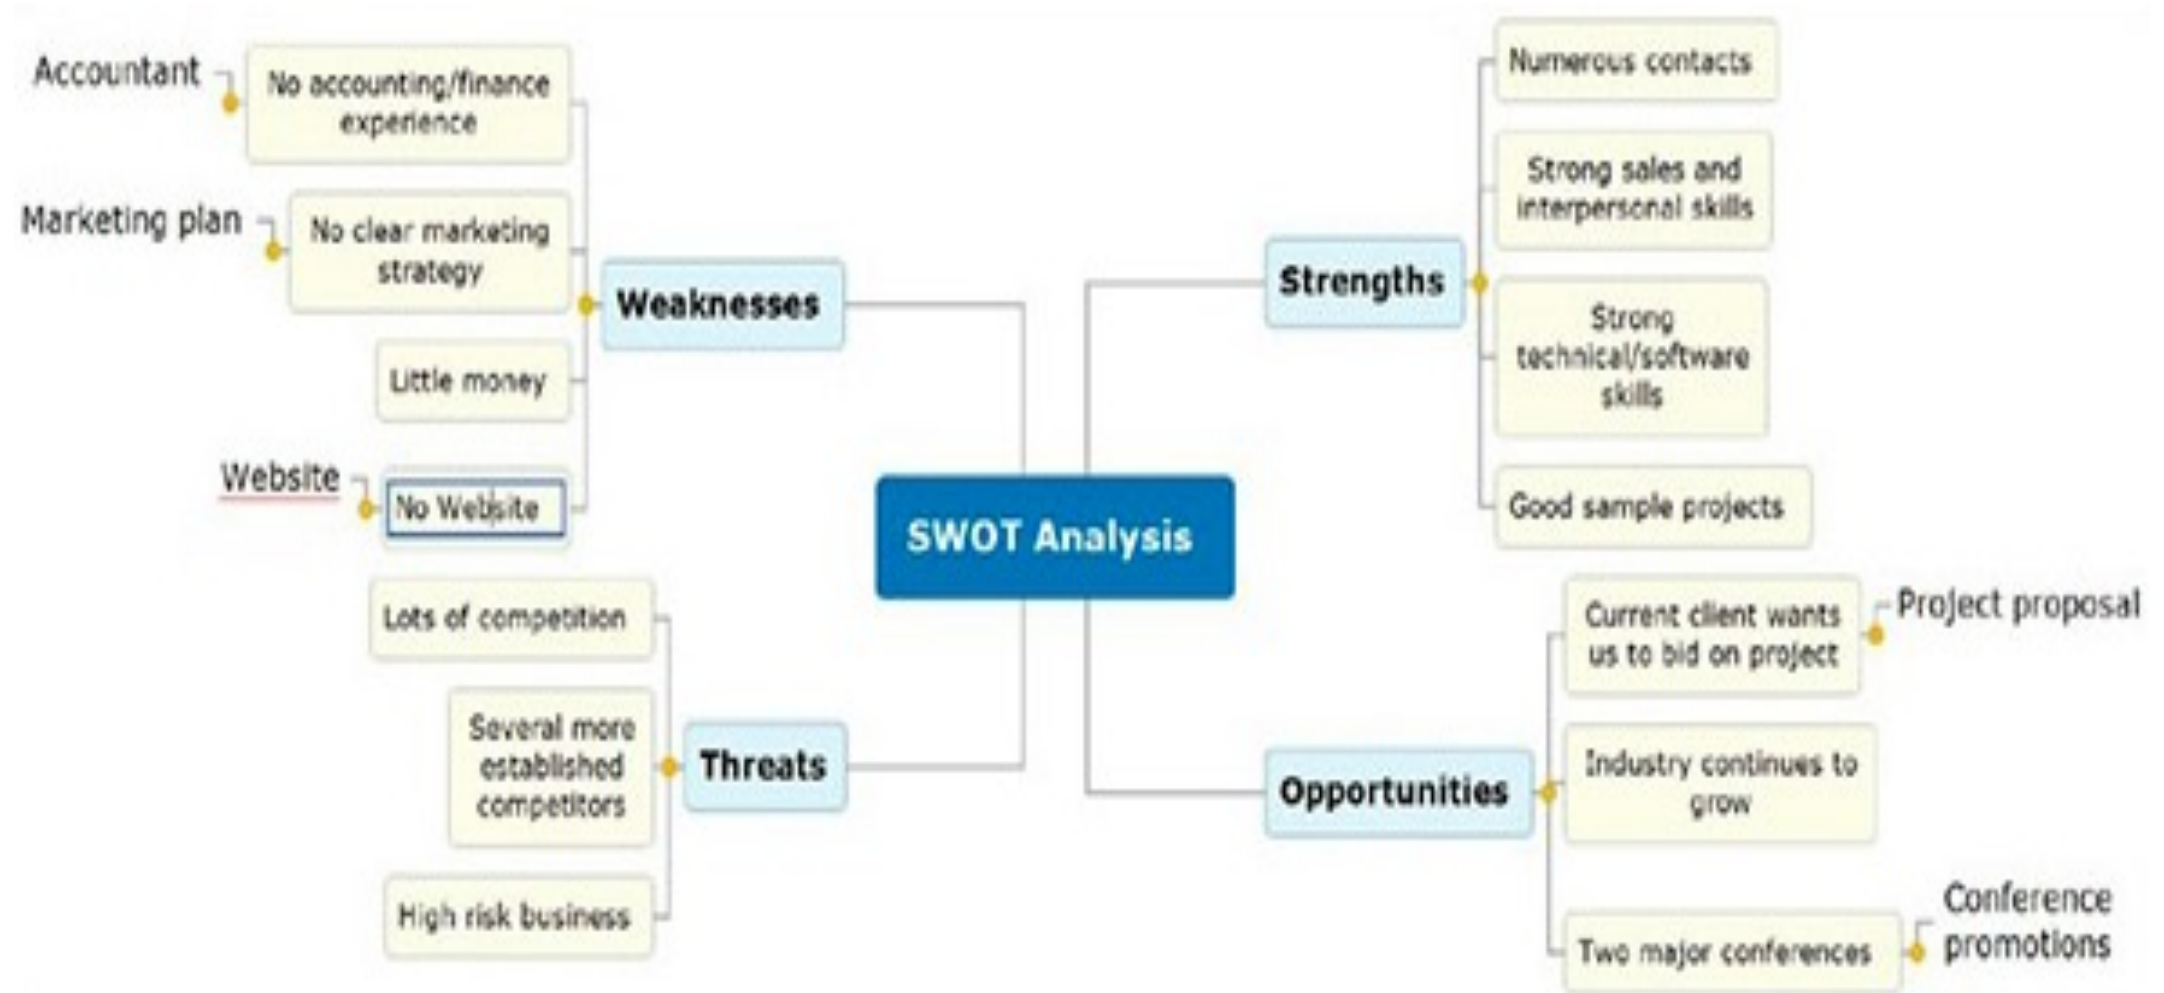 Accountant
No accounting/finance
experience
Marketing plan
No clear marketing
strategy
Weaknesses
Little money
Website
No Website
Lots of competition
Several more
established
competitors
Threats
High risk business
SWOT Analysis
Strengths
Numerous contacts
Strong sales and
interpersonal skills
Strong
technical/software
skills
Good sample projects
Opportunities
Current client wants
us to bid on project
Project proposal
Industry continues to
grow
Two major conferences
Conference
promotions